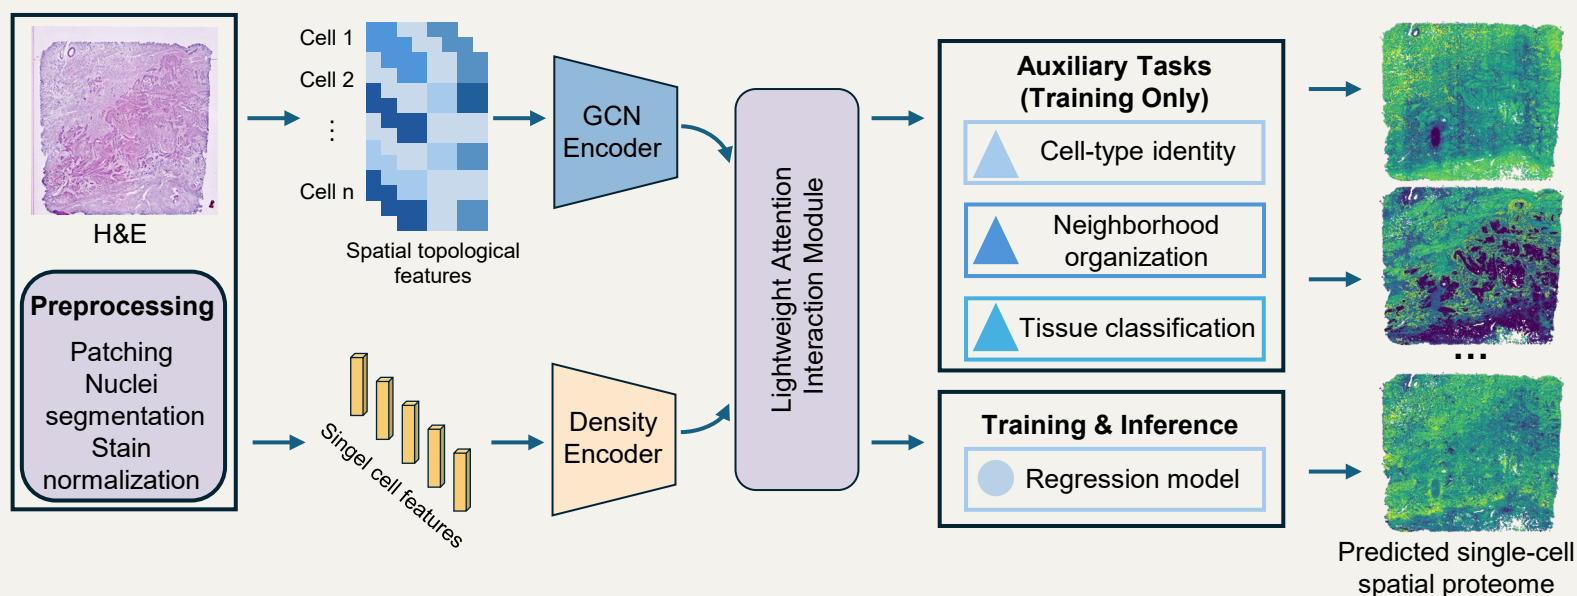 H&E
Preprocessing
Patching
Nuclei
segmentation
Stain
normalization
Cell 1
Cell 2
⋮
Cell n
Spatial topological
features
Singel cell features
GCN
Encoder
Density
Encoder
Lightweight Attention
Interaction Module
Auxiliary Tasks
(Training Only)
Cell-type identity
Neighborhood
organization
Tissue classification
Training & Inference
Regression model
...
Predicted single-cell
spatial proteome